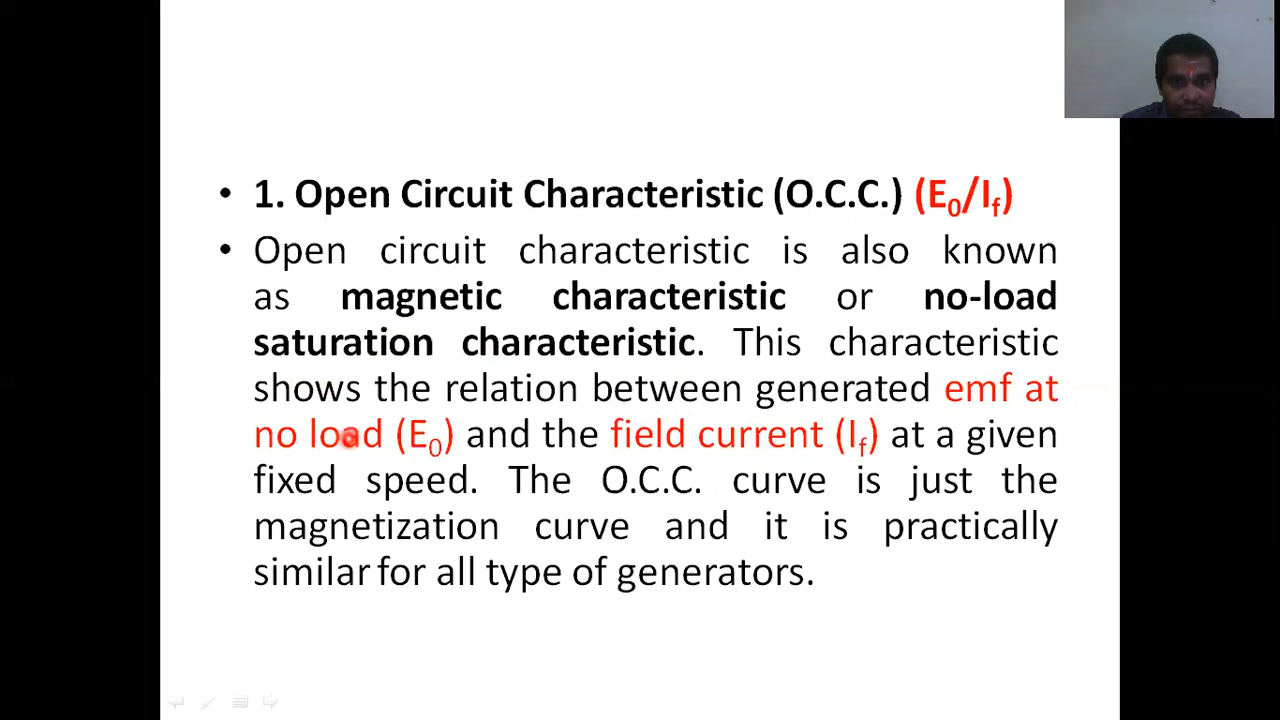 • 1. Open Circuit Characteristic (O.C.C.) (E₀/I_f)
• Open circuit characteristic is also known
as magnetic characteristic or no-load
saturation characteristic. This characteristic
shows the relation between generated emf at
no load (E₀) and the field current (I_f) at a given
fixed speed. The O.C.C. curve is just the
magnetization curve and it is practically
similar for all type of generators.